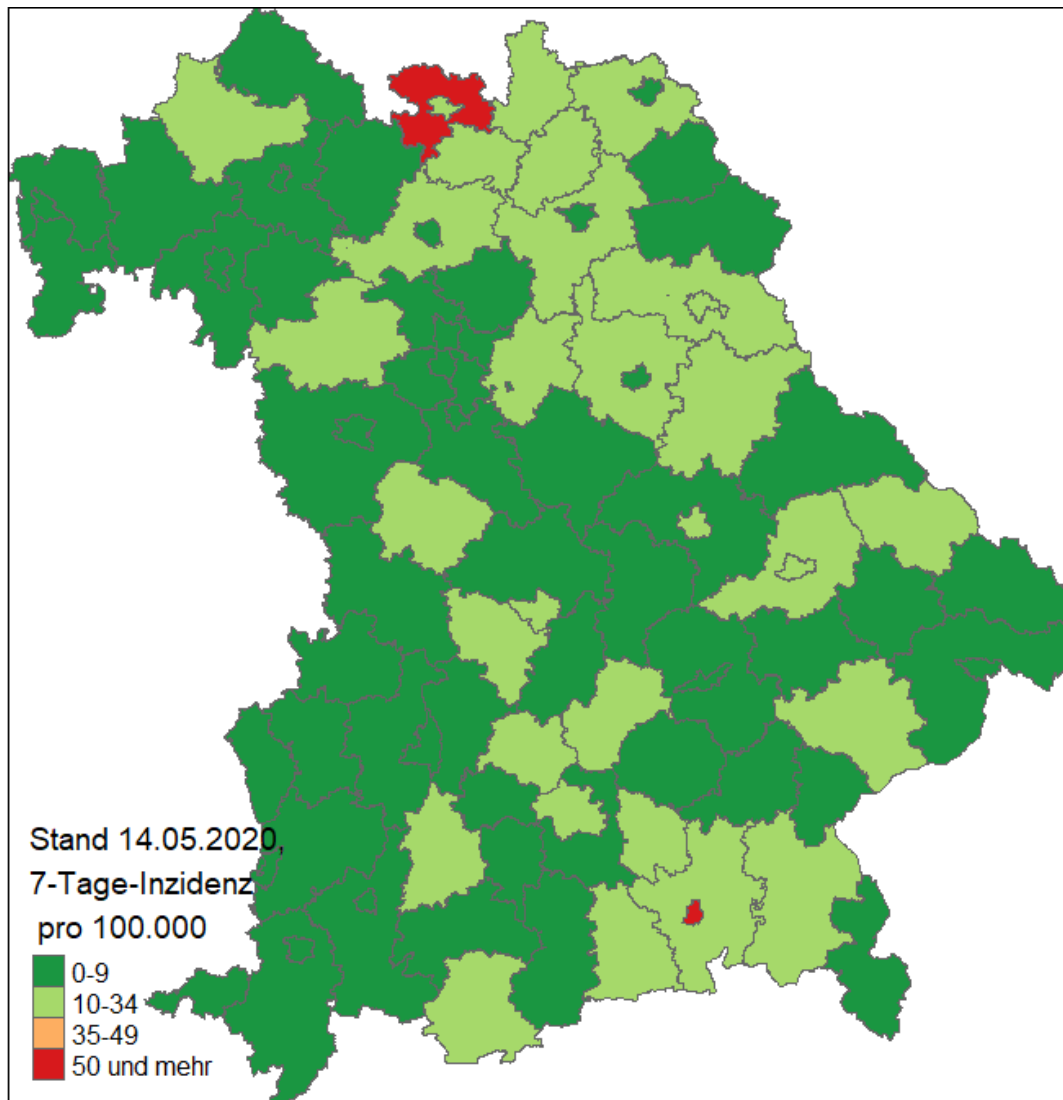 Stand 14.05.2020,
7-Tage-Inzidenz
pro 100.000
0-9
10-34
35-49
50 und mehr